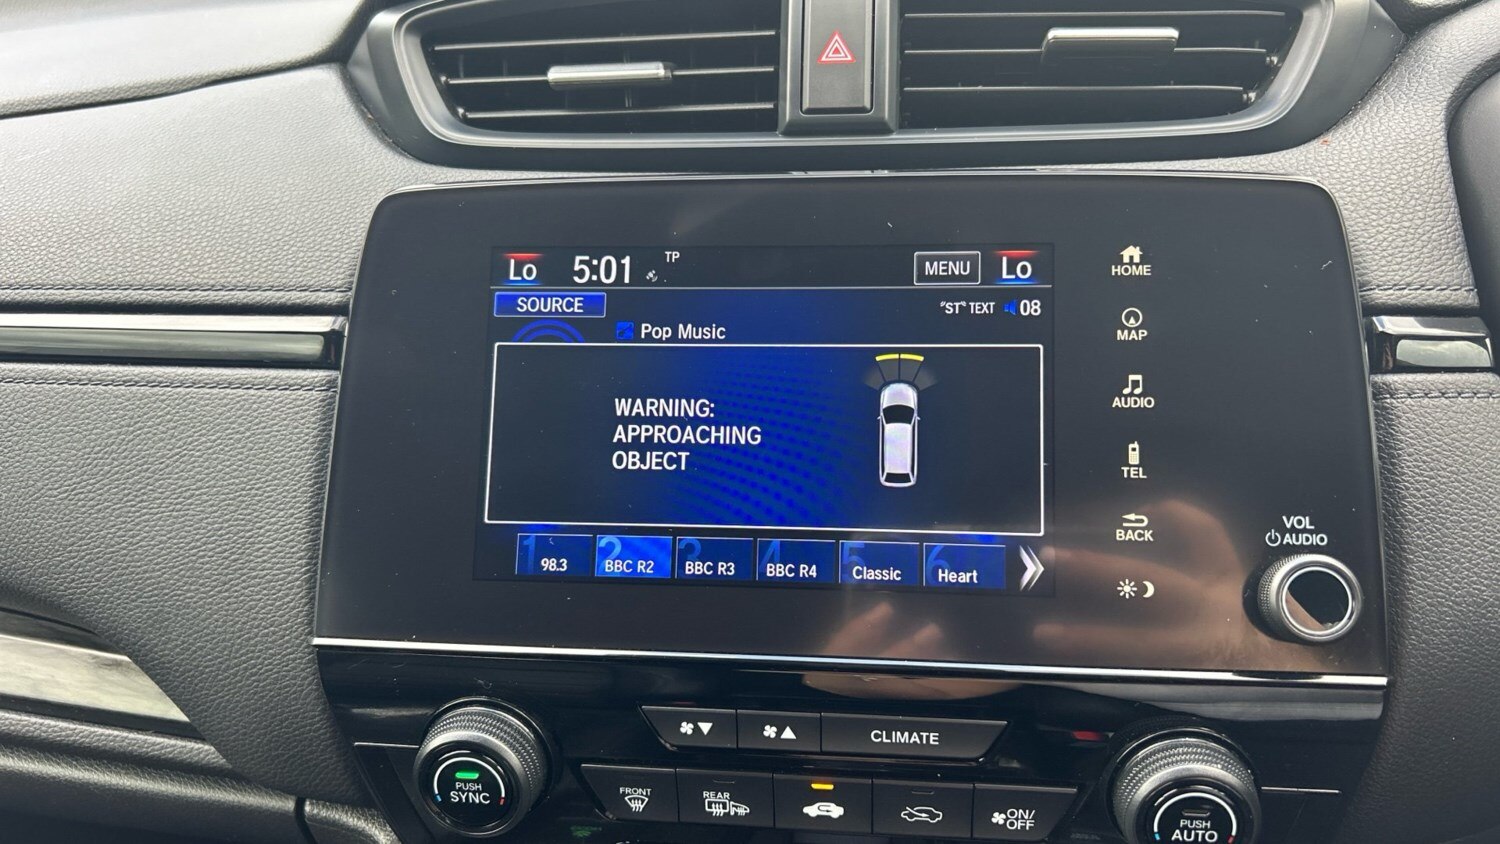 Lo 5:01 TP MENU Lo
SOURCE "ST" TEXT 08
Pop Music
WARNING:
APPROACHING
OBJECT
1 98.3 2 BBC R2 3 BBC R3 4 BBC R4 5 Classic 6 Heart
HOME
MAP
AUDIO
TEL
BACK
VOL
AUDIO
CLIMATE
PUSH
SYNC
FRONT
REAR
ON/
OFF
PUSH
AUTO